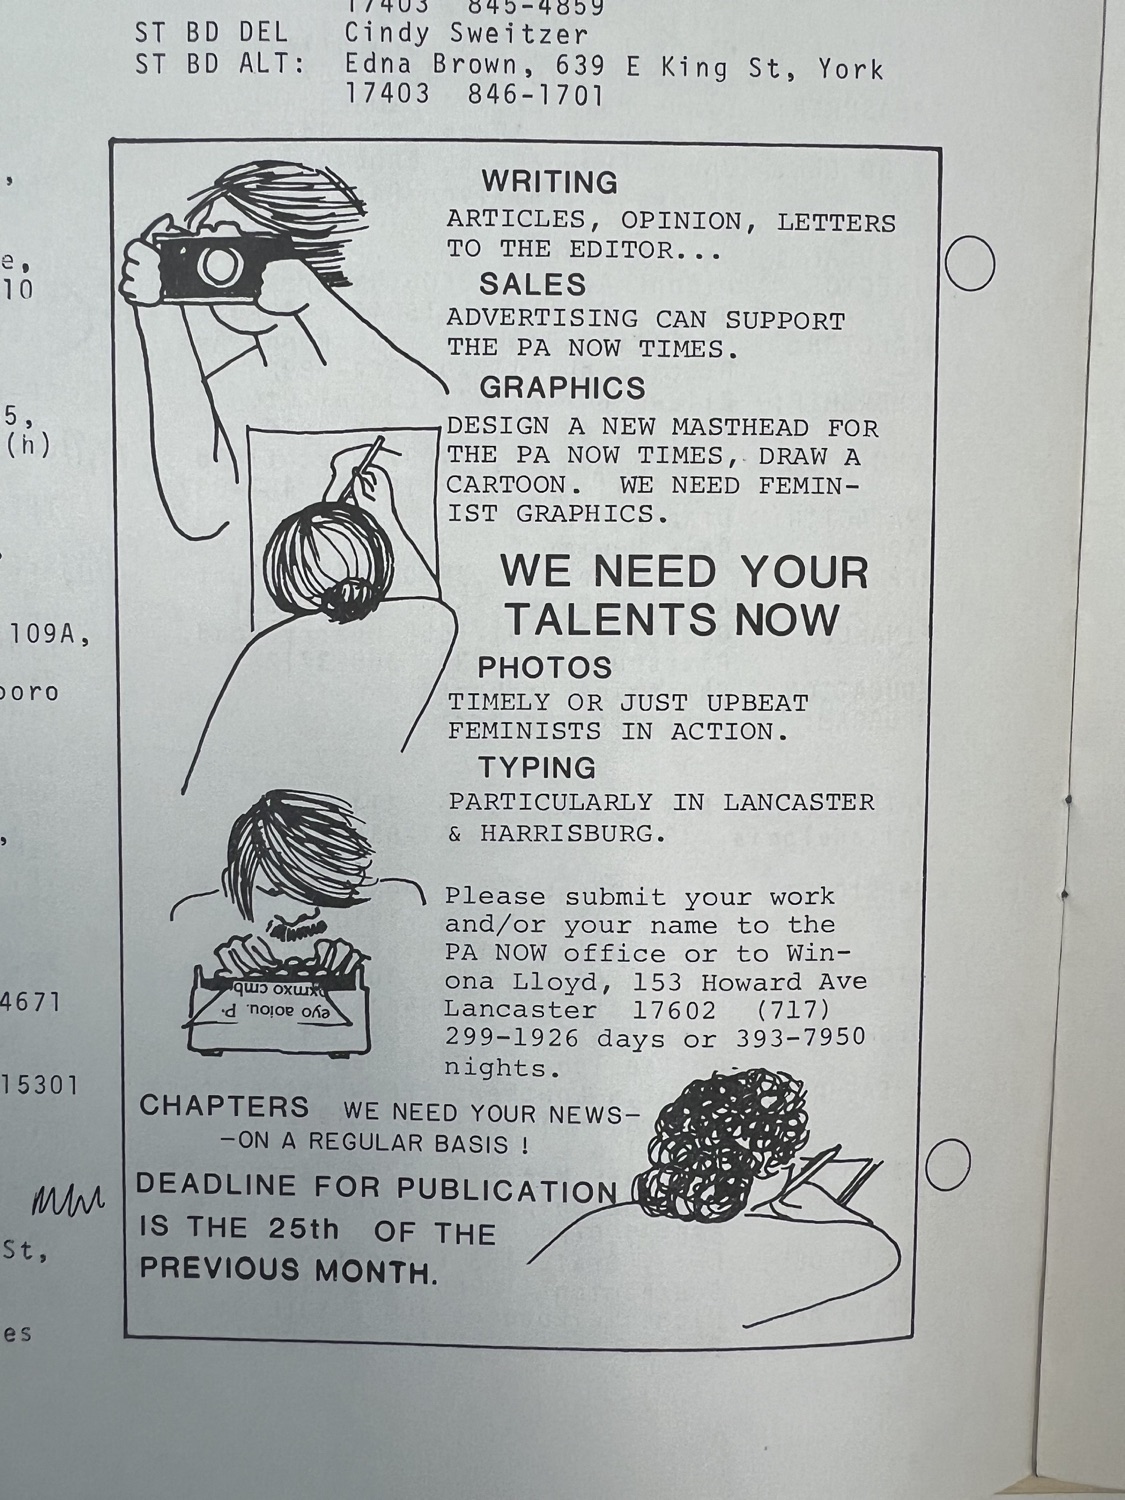 17403  845-4859
ST BD DEL   Cindy Sweitzer
ST BD ALT:  Edna Brown, 639 E King St, York
17403  846-1701
,
e,
10
5,
(h)
109A,
boro
,
4671
15301
St,
es
WRITING
ARTICLES, OPINION, LETTERS
TO THE EDITOR...
SALES
ADVERTISING CAN SUPPORT
THE PA NOW TIMES.
GRAPHICS
DESIGN A NEW MASTHEAD FOR
THE PA NOW TIMES, DRAW A
CARTOON.  WE NEED FEMIN-
IST GRAPHICS.
WE NEED YOUR
TALENTS NOW
PHOTOS
TIMELY OR JUST UPBEAT
FEMINISTS IN ACTION.
TYPING
PARTICULARLY IN LANCASTER
& HARRISBURG.
Please submit your work
and/or your name to the
PA NOW office or to Win-
ona Lloyd, 153 Howard Ave
Lancaster  17602  (717)
299-1926 days or 393-7950
nights.
eyo aoiou. P.
CHAPTERS  WE NEED YOUR NEWS-
-ON A REGULAR BASIS !
DEADLINE FOR PUBLICATION
IS THE 25th  OF THE
PREVIOUS MONTH.